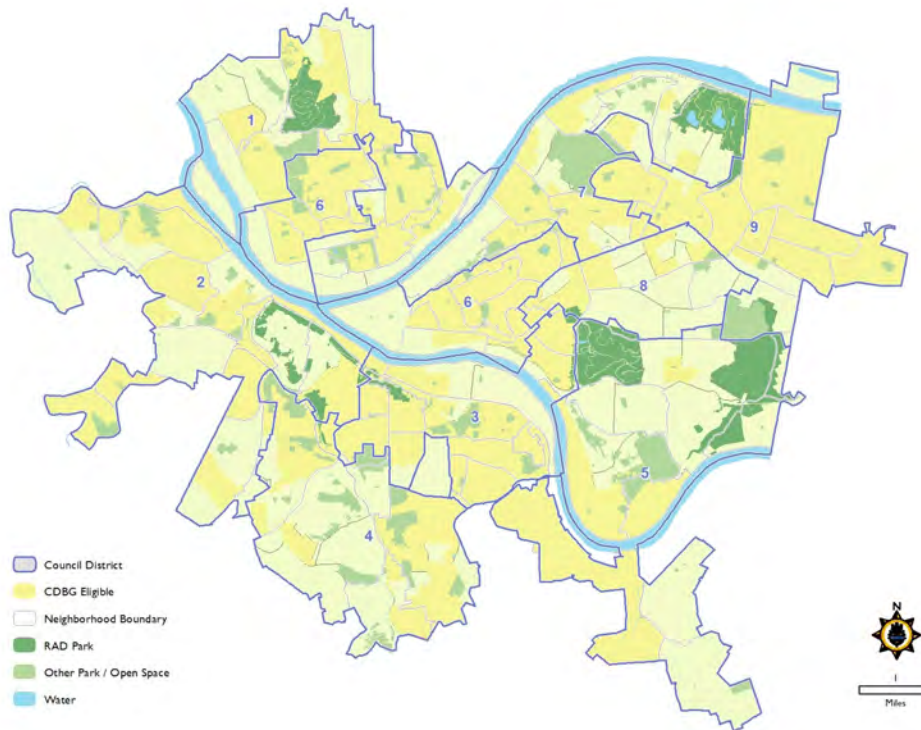 1
7
6
9
2
8
6
3
5
4
Council District
CDBG Eligible
Neighborhood Boundary
RAD Park
Other Park / Open Space
Water
N
1
Miles